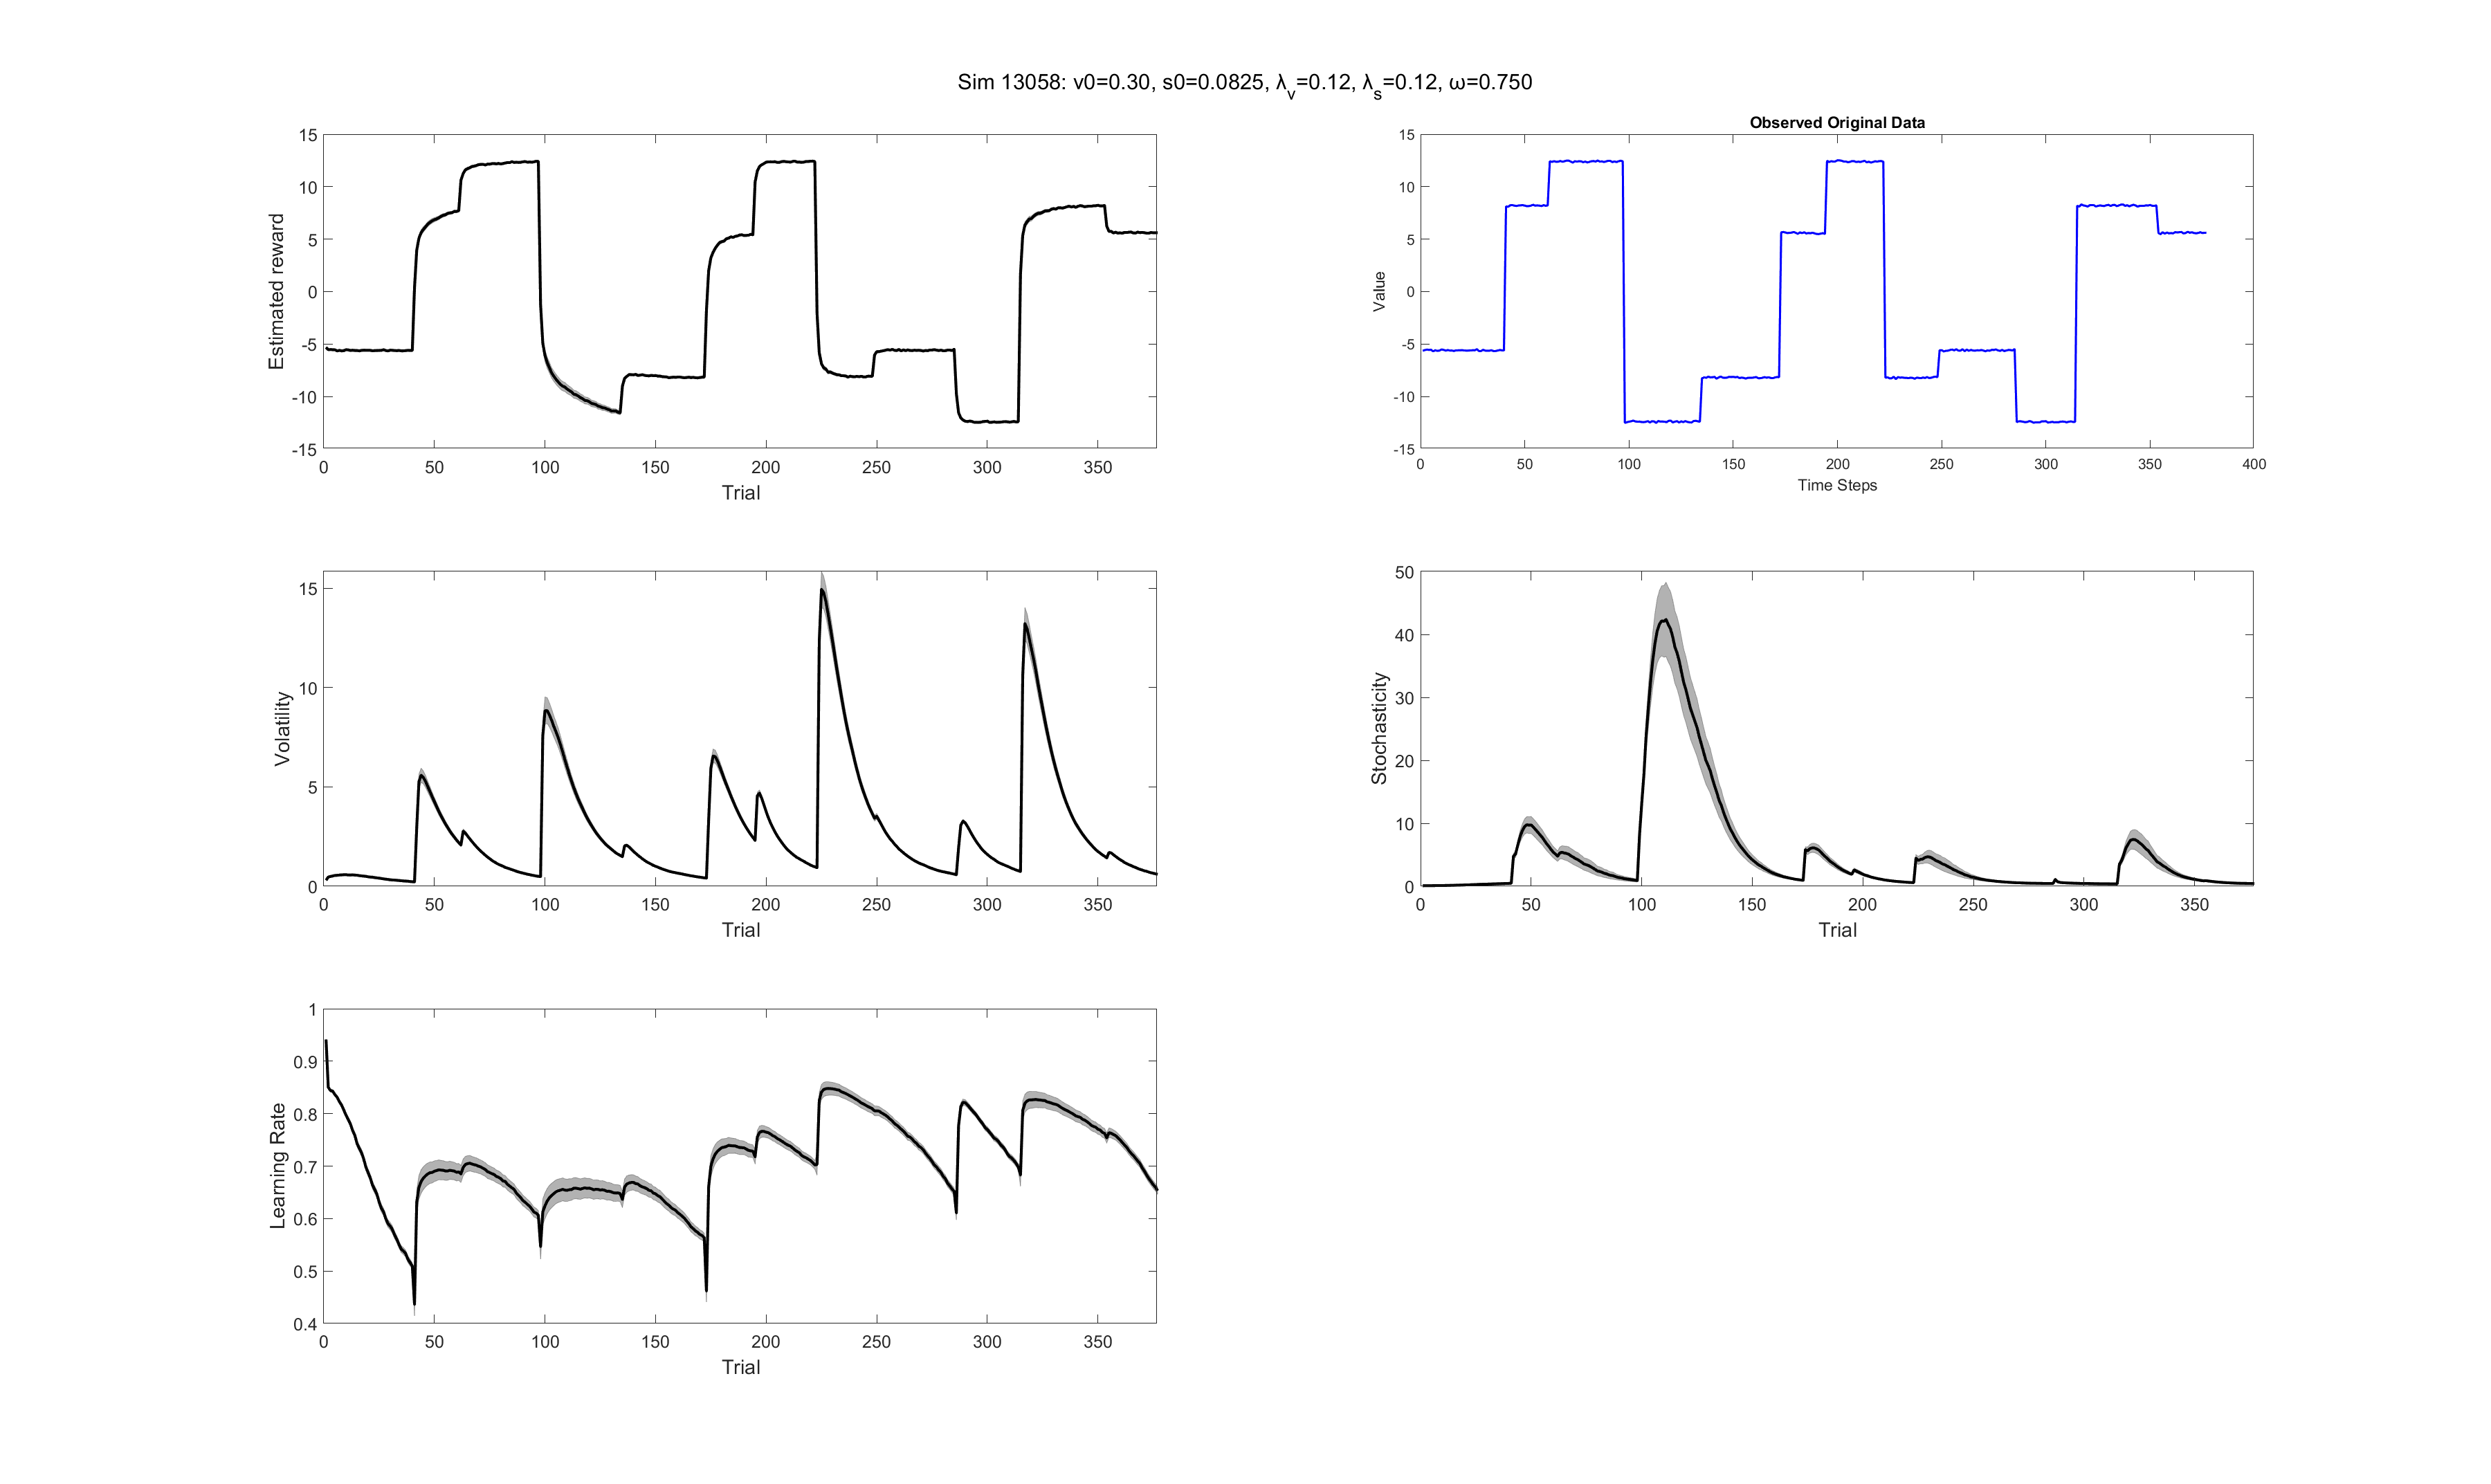 Sim 13058: v0=0.30, s0=0.0825, λv=0.12, λs=0.12, ω=0.750
15
10
5
0
-5
-10
-15
Estimated reward
0 50 100 150 200 250 300 350
Trial
Observed Original Data
15
10
5
0
-5
-10
-15
Value
0 50 100 150 200 250 300 350 400
Time Steps
15
10
5
0
Volatility
0 50 100 150 200 250 300 350
Trial
50
40
30
20
10
0
Stochasticity
0 50 100 150 200 250 300 350
Trial
1
0.9
0.8
0.7
0.6
0.5
0.4
Learning Rate
0 50 100 150 200 250 300 350
Trial